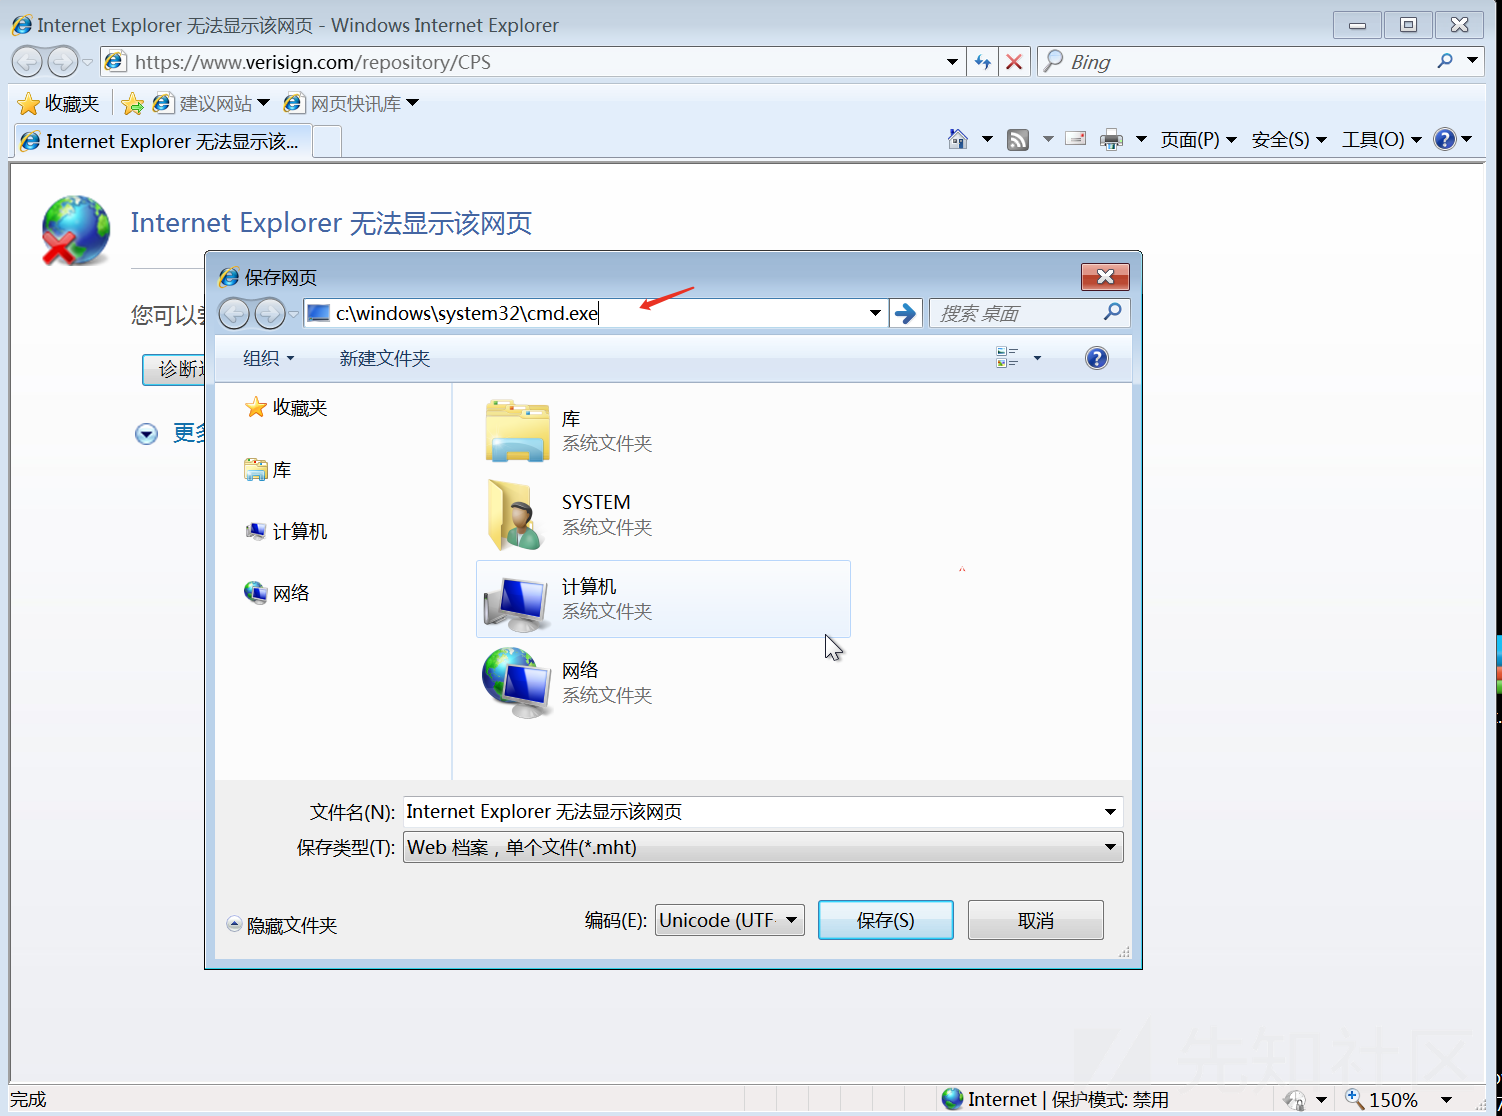 Internet Explorer 无法显示该网页 - Windows Internet Explorer
https://www.verisign.com/repository/CPS
Bing
收藏夹
建议网站
网页快讯库
Internet Explorer 无法显示该...
页面(P)
安全(S)
工具(O)
Internet Explorer 无法显示该网页
您可以尝
诊断连
更多
保存网页
c:\windows\system32\cmd.exe
搜索 桌面
组织
新建文件夹
收藏夹
库
计算机
网络
库
系统文件夹
SYSTEM
系统文件夹
计算机
系统文件夹
网络
系统文件夹
文件名(N): Internet Explorer 无法显示该网页
保存类型(T): Web 档案，单个文件(*.mht)
隐藏文件夹
编码(E): Unicode (UTF-
保存(S)
取消
先知社区
完成
Internet | 保护模式: 禁用
150%